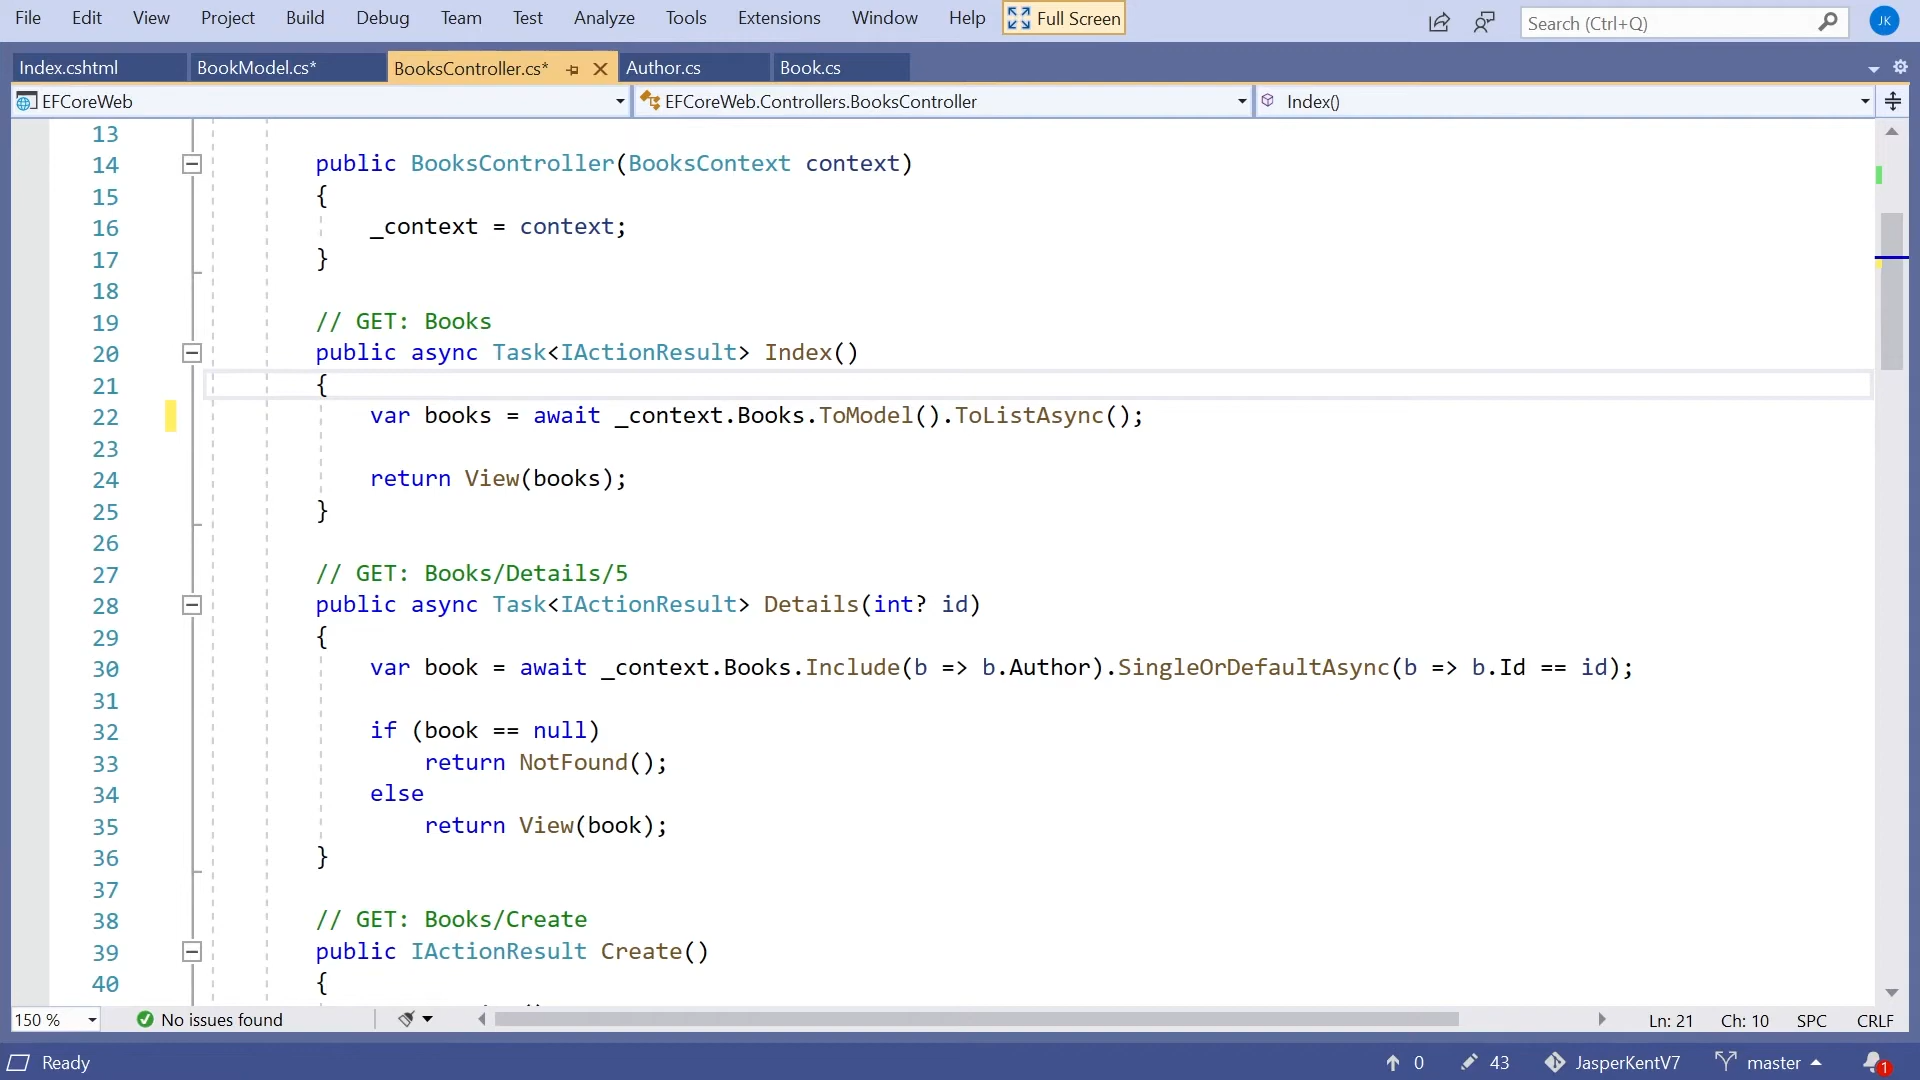 File Edit View Project Build Debug Team Test Analyze Tools Extensions Window Help Full Screen Search (Ctrl+Q) JK
Index.cshtml BookModel.cs* BooksController.cs* Author.cs Book.cs
EFCoreWeb EFCoreWeb.Controllers.BooksController Index()
13
14 public BooksController(BooksContext context)
15 {
16 _context = context;
17 }
18
19 // GET: Books
20 public async Task<IActionResult> Index()
21 {
22 var books = await _context.Books.ToModel().ToListAsync();
23
24 return View(books);
25 }
26
27 // GET: Books/Details/5
28 public async Task<IActionResult> Details(int? id)
29 {
30 var book = await _context.Books.Include(b => b.Author).SingleOrDefaultAsync(b => b.Id == id);
31
32 if (book == null)
33 return NotFound();
34 else
35 return View(book);
36 }
37
38 // GET: Books/Create
39 public IActionResult Create()
40 {
150 % No issues found Ln: 21 Ch: 10 SPC CRLF
Ready 0 43 JasperKentV7 master 1